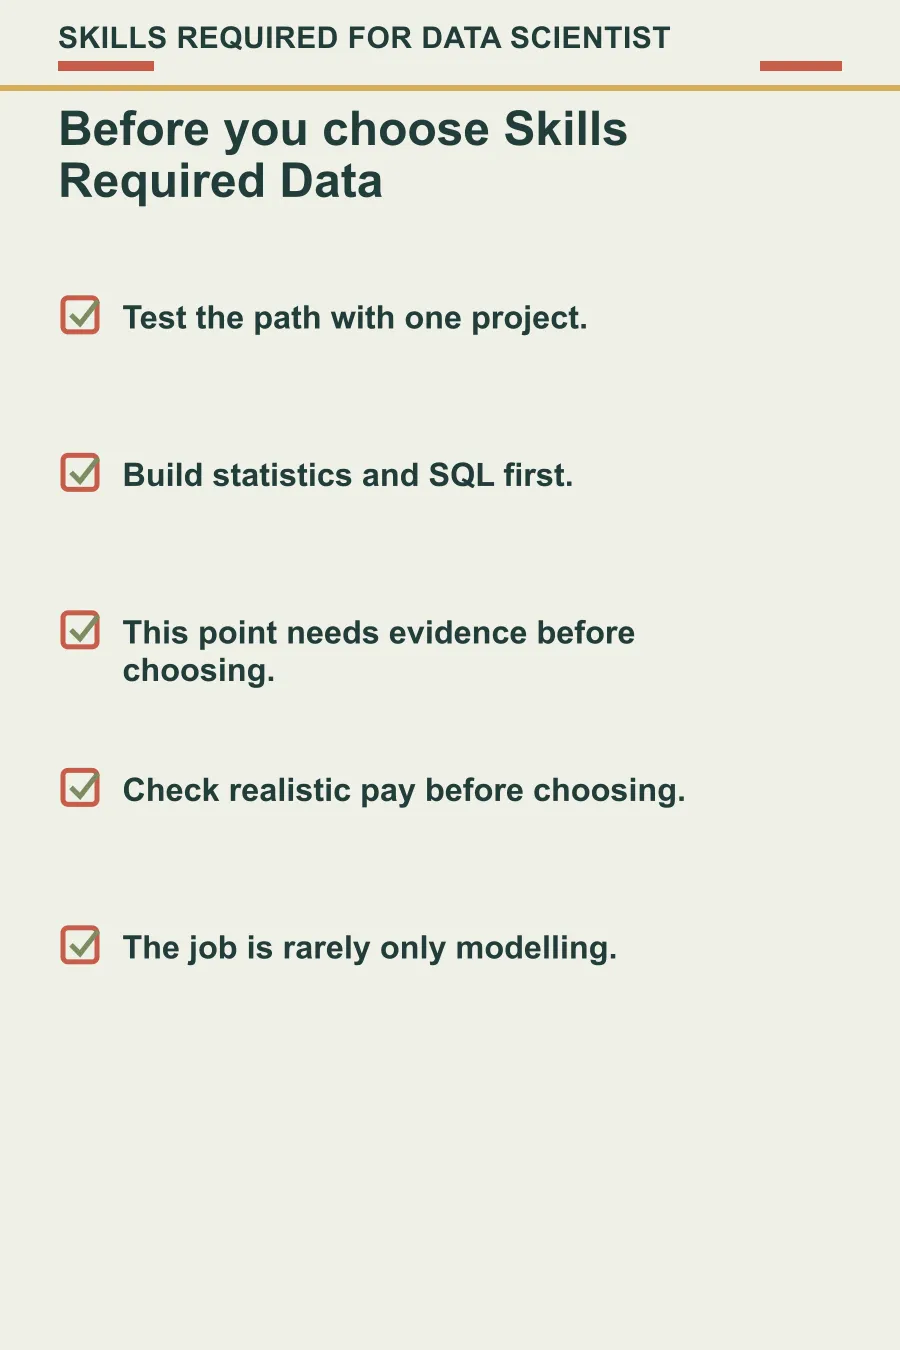 SKILLS REQUIRED FOR DATA SCIENTIST
Before you choose Skills
Required Data
Test the path with one project.
Build statistics and SQL first.
This point needs evidence before
choosing.
Check realistic pay before choosing.
The job is rarely only modelling.